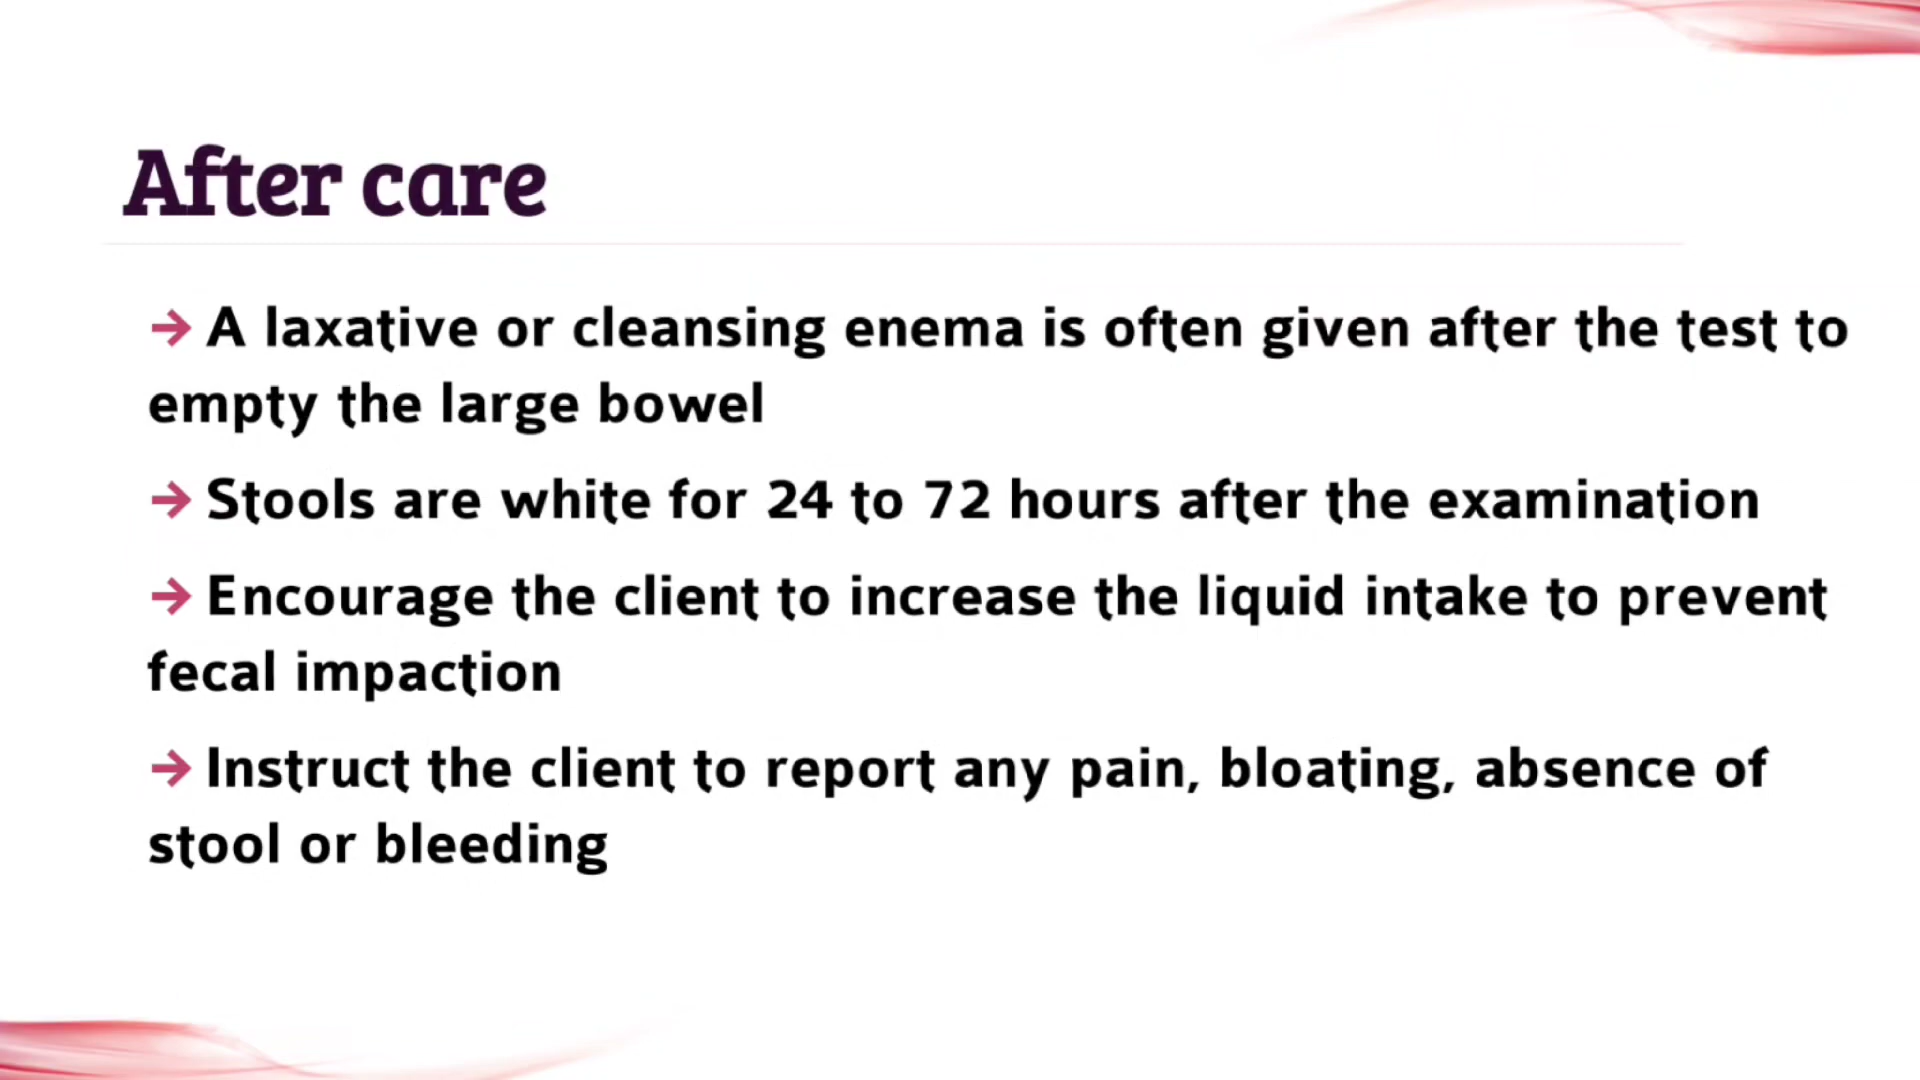 After care
→ A laxative or cleansing enema is often given after the test to
empty the large bowel
→ Stools are white for 24 to 72 hours after the examination
→ Encourage the client to increase the liquid intake to prevent
fecal impaction
→ Instruct the client to report any pain, bloating, absence of
stool or bleeding